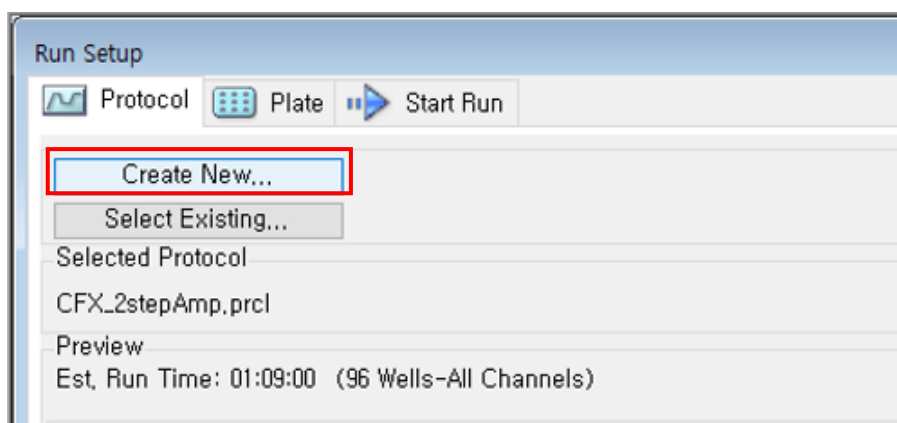 Run Setup
Protocol Plate Start Run
Create New...
Select Existing...
Selected Protocol
CFX_2stepAmp.prcl
Preview
Est. Run Time: 01:09:00 (96 Wells-All Channels)